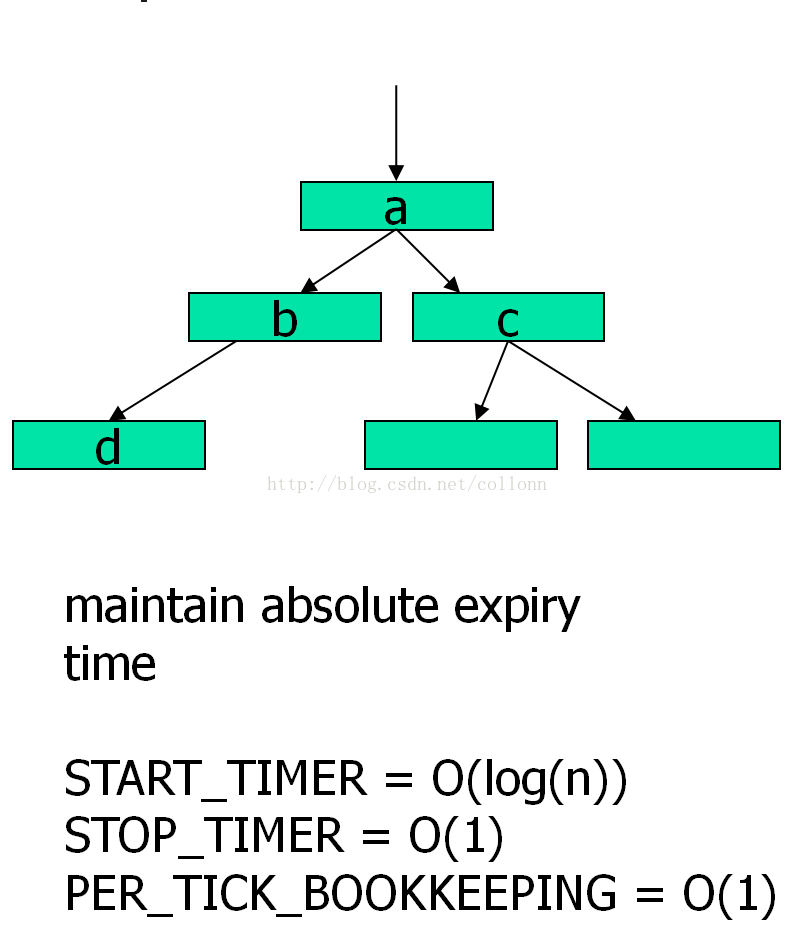 a
b
c
d
http://blog.csdn.net/collonn
maintain absolute expiry
time
START_TIMER = O(log(n))
STOP_TIMER = O(1)
PER_TICK_BOOKKEEPING = O(1)